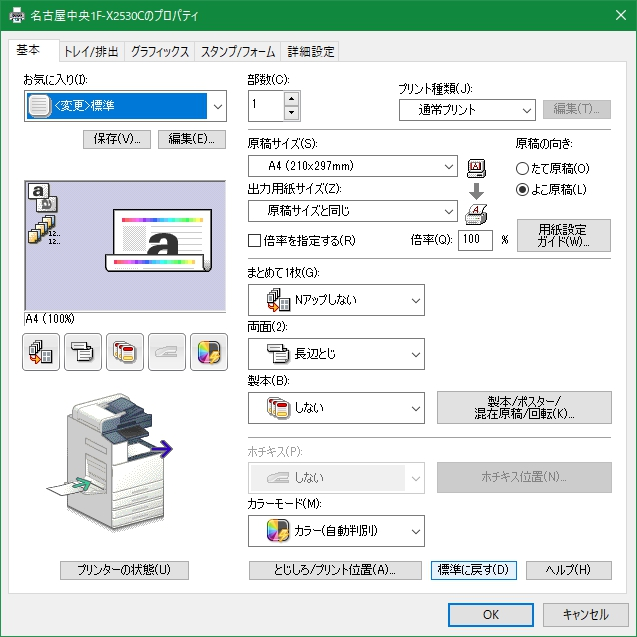 名古屋中央1F-X2530Cのプロパティ
基本
トレイ/排出
グラフィックス
スタンプ/フォーム
詳細設定
お気に入り(I):
<変更>標準
保存(V)...
編集(E)...
A4 (100%)
プリンターの状態(U)
部数(C):
1
プリント種類(J):
通常プリント
編集(T)...
原稿サイズ(S):
A4 (210x297mm)
出力用紙サイズ(Z):
原稿サイズと同じ
倍率を指定する(R)
倍率(Q):
100
%
原稿の向き:
たて原稿(O)
よこ原稿(L)
用紙設定
ガイド(W)...
まとめて1枚(G):
Nアップしない
両面(2):
長辺とじ
製本(B):
しない
製本/ポスター/
混在原稿/回転(K)...
ホチキス(P):
しない
ホチキス位置(N)...
カラーモード(M):
カラー(自動判別)
とじしろ/プリント位置(A)...
標準に戻す(D)
ヘルプ(H)
OK
キャンセル